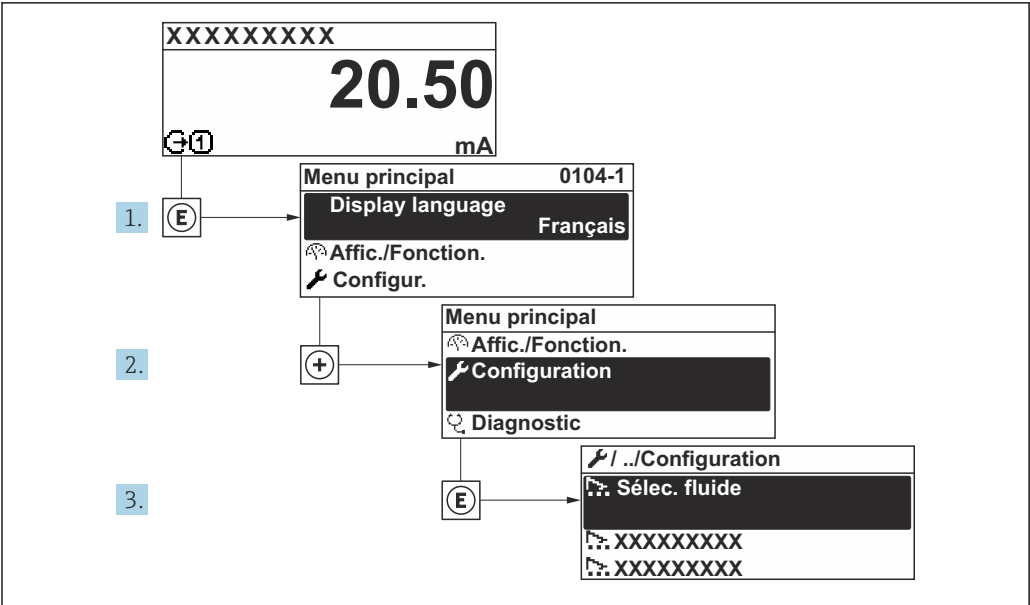 XXXXXXXXX
20.50
1
mA
Menu principal 0104-1
Display language
Français
Affic./Fonction.
Configur.
1. E
Menu principal
Affic./Fonction.
Configuration
Diagnostic
2. +
/ ../Configuration
Sélec. fluide
XXXXXXXXX
XXXXXXXXX
3. E